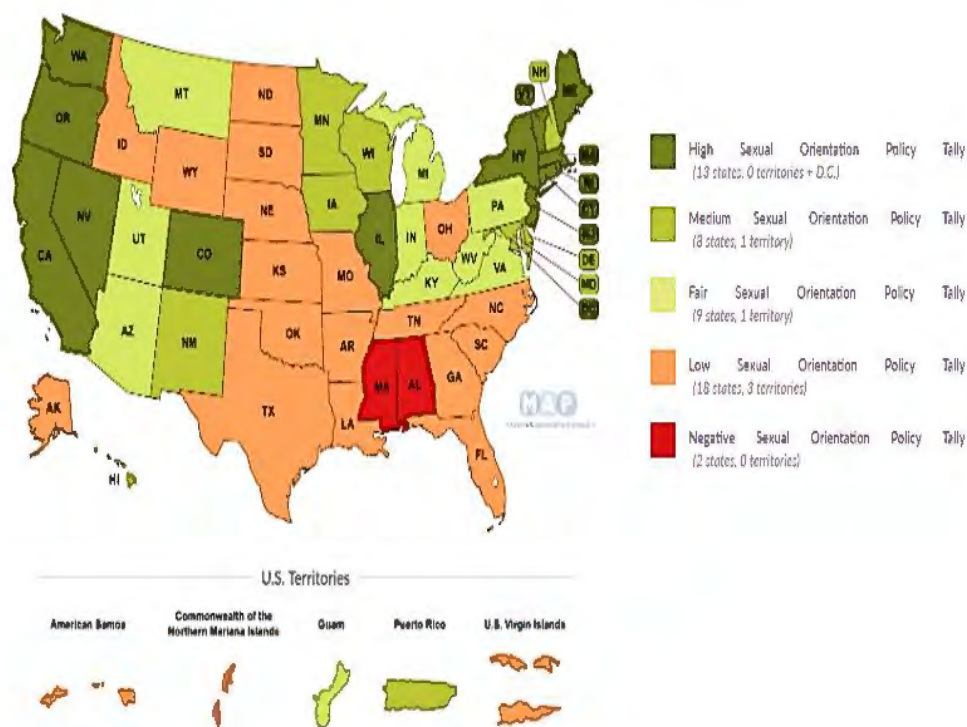 WA
OR
CA
NV
ID
MT
WY
UT
CO
AZ
NM
ND
SD
NE
KS
OK
TX
MN
IA
MO
AR
LA
WI
IL
MI
IN
OH
KY
TN
MA
AL
GA
FL
SC
NC
VA
WV
PA
NY
VT
NH
ME
DE
MD
AK
HI
MAP
High Sexual Orientation Policy Tally
(13 states, 0 territories + D.C.)
Medium Sexual Orientation Policy Tally
(8 states, 1 territory)
Fair Sexual Orientation Policy Tally
(9 states, 1 territory)
Low Sexual Orientation Policy Tally
(18 states, 3 territories)
Negative Sexual Orientation Policy Tally
(2 states, 0 territories)
U.S. Territories
American Samoa
Commonwealth of the
Northern Mariana Islands
Guam
Puerto Rico
U.S. Virgin Islands